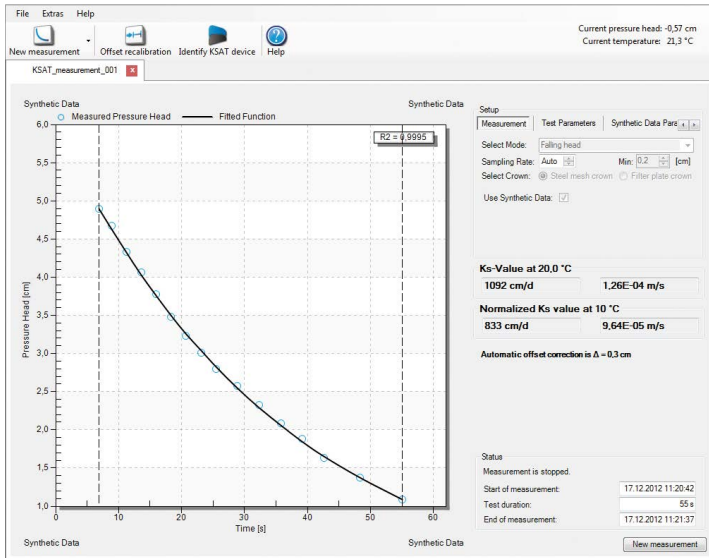 File Extras Help
New measurement
Offset recalibration
Identify KSAT device
Help
Current pressure head: -0,57 cm
Current temperature: 21,3 °C
KSAT_measurement_001 x
Synthetic Data
Synthetic Data
Measured Pressure Head
Fitted Function
R2 = 0,9995
Pressure Head [cm]
6,0
5,5
5,0
4,5
4,0
3,5
3,0
2,5
2,0
1,5
1,0
0 10 20 30 40 50 60
Time [s]
Synthetic Data
Synthetic Data
Setup
Measurement Test Parameters Synthetic Data Para
Select Mode: Falling head
Sampling Rate: Auto Min: 0,2 [cm]
Select Crown: Steel mesh crown Filter plate crown
Use Synthetic Data:
Ks-Value at 20,0 °C
1092 cm/d 1,26E-04 m/s
Normalized Ks value at 10 °C
833 cm/d 9,64E-05 m/s
Automatic offset correction is Δ = 0,3 cm
Status
Measurement is stopped.
Start of measurement: 17.12.2012 11:20:42
Test duration: 55 s
End of measurement: 17.12.2012 11:21:37
New measurement